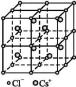 • Cl⁻ ○ Cs⁺